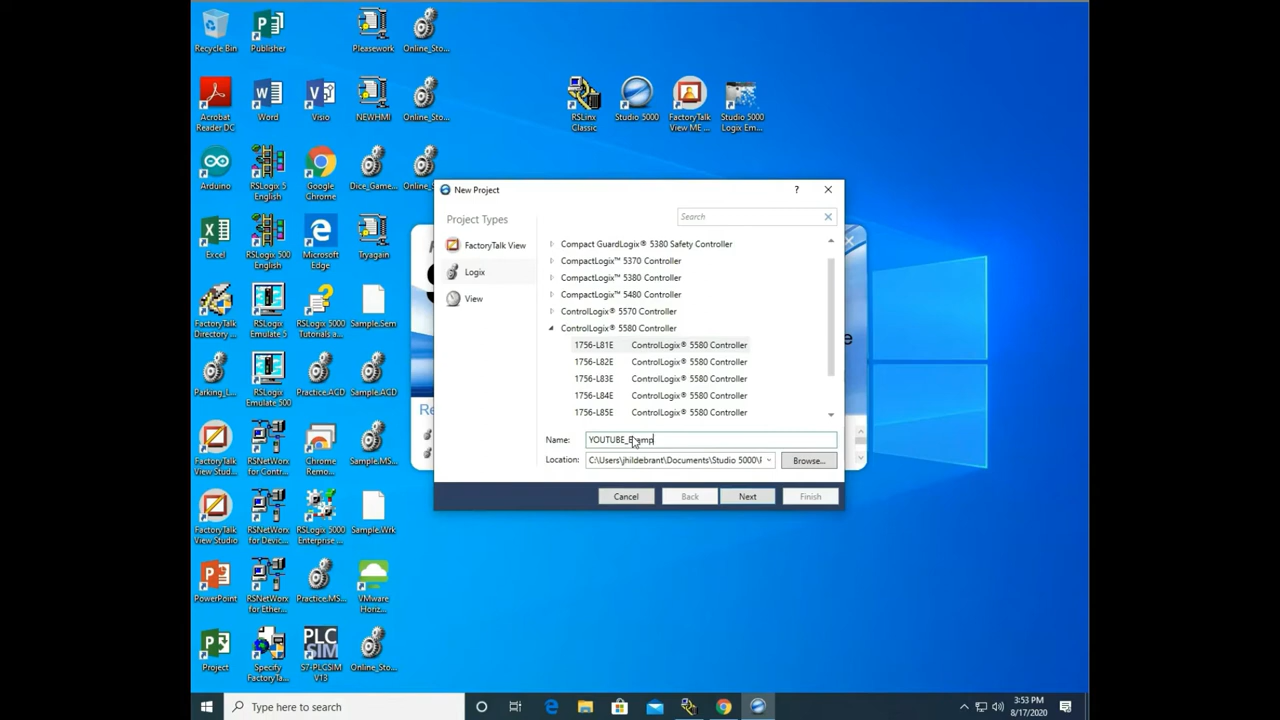 Recycle Bin
Publisher
Pleasework
Online_Sto...
Acrobat
Reader DC
Word
Visio
NEWHMI
Online_Sto...
RSLinx
Classic
Studio 5000
FactoryTalk
View ME ...
Studio 5000
Logix Em...
Arduino
RSLogix 5
English
Google
Chrome
Dice_Game...
Online_S...
Excel
RSLogix 500
English
Microsoft
Edge
Tryagain
FactoryTalk
Directory ...
RSLogix
Emulate 5
RSLogix 5000
Tutorials a...
Sample.Sem
Parking_L...
RSLogix
Emulate 500
Practice.ACD
Sample.ACD
FactoryTalk
View Stud...
RSNetWorx
for Contr...
Chrome
Remo...
Sample.MS...
FactoryTalk
View Studio
RSNetWorx
for Devic...
RSLogix 5000
Enterprise ...
Sample.Wrk
PowerPoint
RSNetWorx
for Ether...
Practice.MS...
VMware
Horiz...
Project
Specify
FactoryTa...
PLC
SIM
S7-PLCSIM
V13
Online_Sto...
New Project
?
Project Types
Search
FactoryTalk View
Logix
View
Compact GuardLogix® 5380 Safety Controller
CompactLogix™ 5370 Controller
CompactLogix™ 5380 Controller
CompactLogix™ 5480 Controller
ControlLogix® 5570 Controller
ControlLogix® 5580 Controller
1756-L81E ControlLogix® 5580 Controller
1756-L82E ControlLogix® 5580 Controller
1756-L83E ControlLogix® 5580 Controller
1756-L84E ControlLogix® 5580 Controller
1756-L85E ControlLogix® 5580 Controller
Name: YOUTUBE_Examp
Location: C:\Users\jhildebrant\Documents\Studio 5000\P
Browse...
Cancel
Back
Next
Finish
Re
e
Type here to search
3:53 PM
8/17/2020